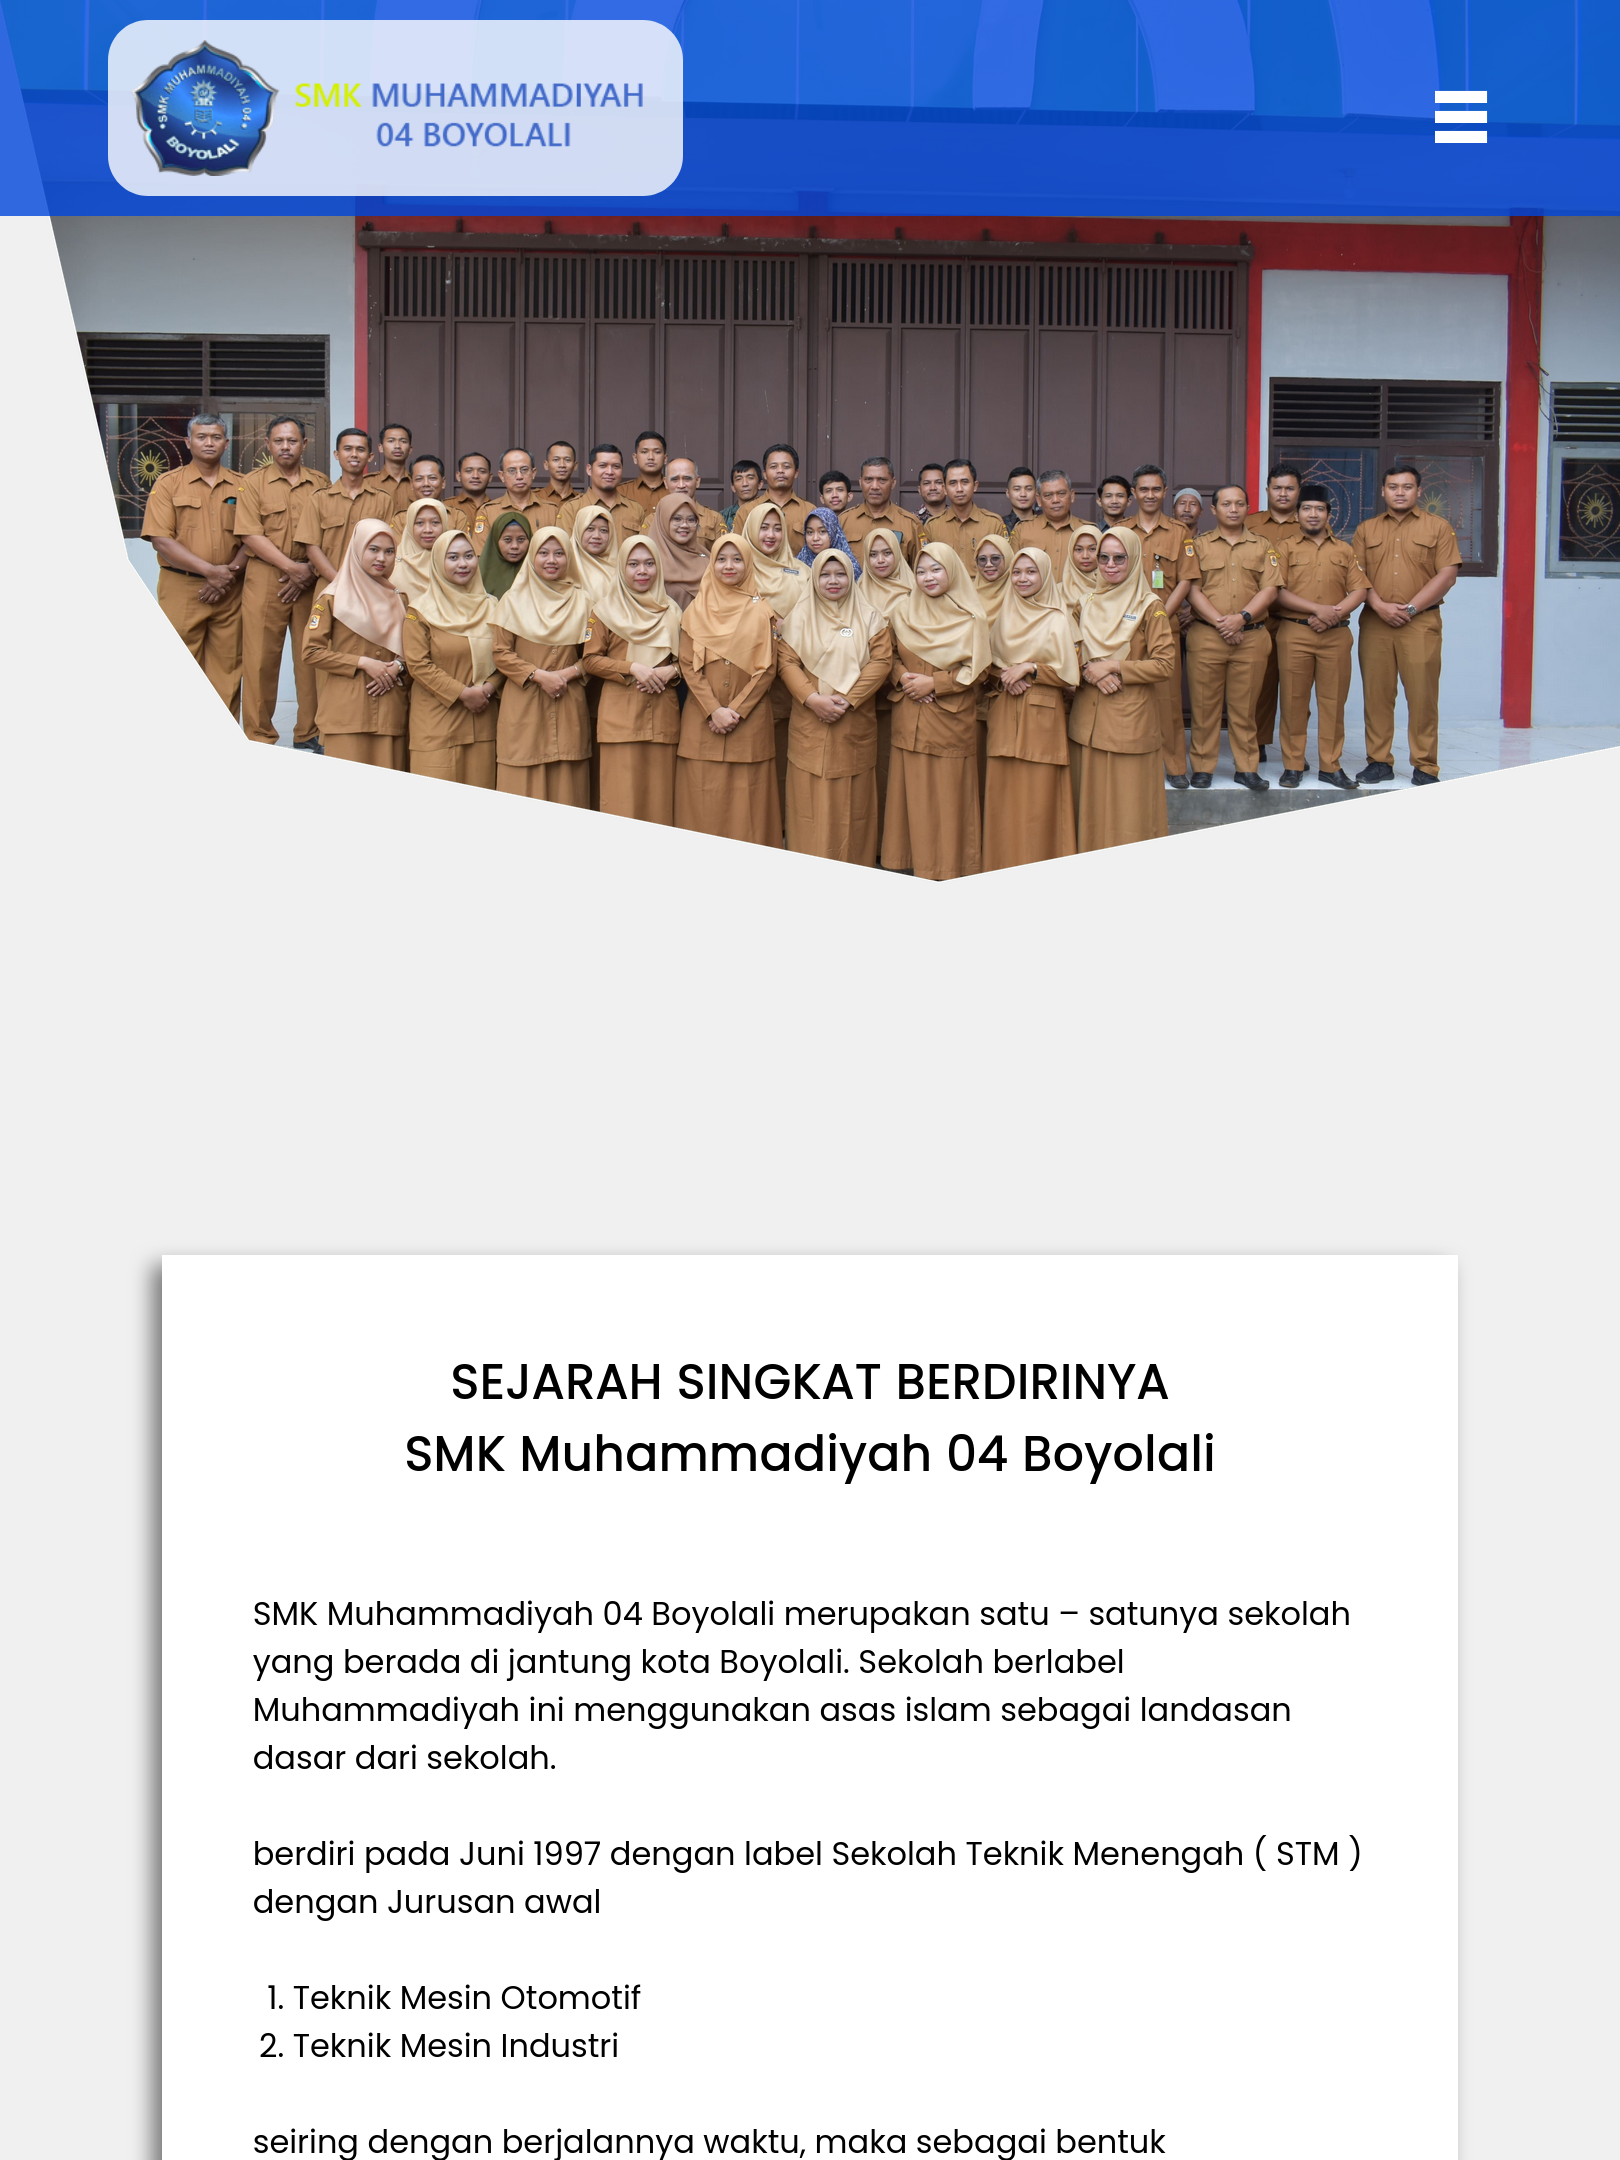 SMK MUHAMMADIYAH 04
BOYOLALI
SMK MUHAMMADIYAH
04 BOYOLALI
SEJARAH SINGKAT BERDIRINYA
SMK Muhammadiyah 04 Boyolali
SMK Muhammadiyah 04 Boyolali merupakan satu – satunya sekolah
yang berada di jantung kota Boyolali. Sekolah berlabel
Muhammadiyah ini menggunakan asas islam sebagai landasan
dasar dari sekolah.
berdiri pada Juni 1997 dengan label Sekolah Teknik Menengah ( STM )
dengan Jurusan awal
1. Teknik Mesin Otomotif
2. Teknik Mesin Industri
seiring dengan berjalannya waktu, maka sebagai bentuk